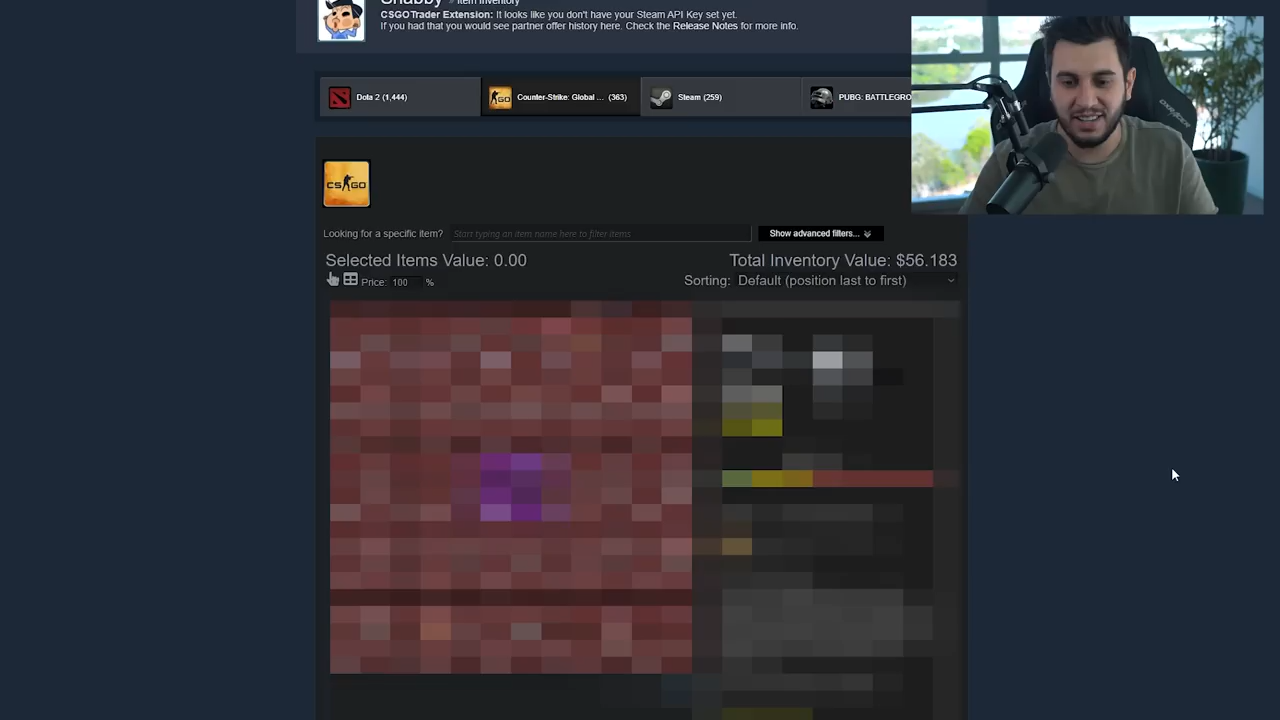 Item Inventory
CSGOTrader Extension: It looks like you don't have your Steam API Key set yet.
If you had that you would see partner offer history here. Check the Release Notes for more info.
Dota 2 (1,444)
Counter-Strike: Global ... (363)
Steam (259)
PUBG: BATTLEGRO
CS GO
Looking for a specific item?
Start typing an item name here to filter items
Show advanced filters...
Selected Items Value: 0.00
Total Inventory Value: $56.183
Price: 100 %
Sorting: Default (position last to first)